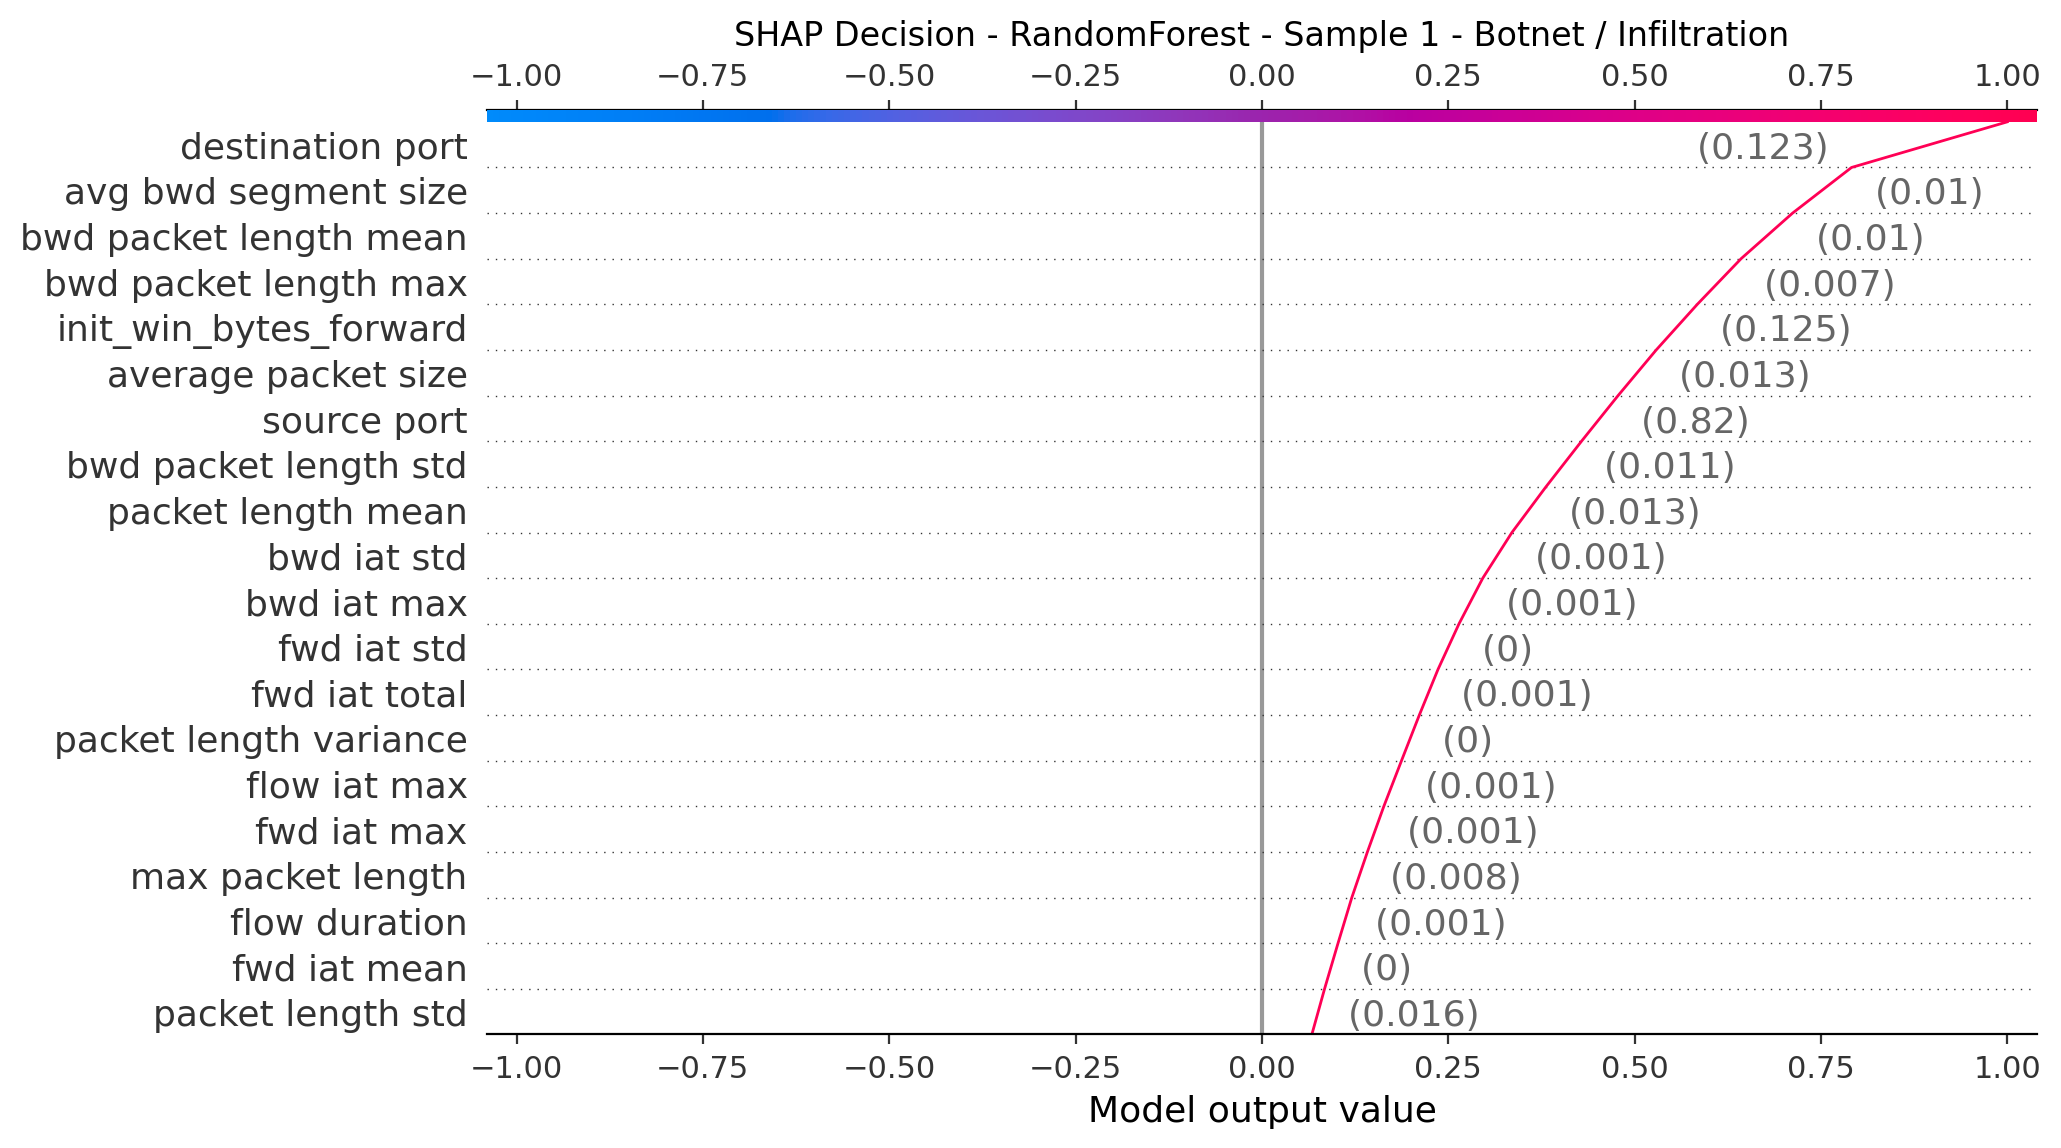 SHAP Decision - RandomForest - Sample 1 - Botnet / Infiltration
−1.00 −0.75 −0.50 −0.25 0.00 0.25 0.50 0.75 1.00
destination port (0.123)
avg bwd segment size (0.01)
bwd packet length mean (0.01)
bwd packet length max (0.007)
init_win_bytes_forward (0.125)
average packet size (0.013)
source port (0.82)
bwd packet length std (0.011)
packet length mean (0.013)
bwd iat std (0.001)
bwd iat max (0.001)
fwd iat std (0)
fwd iat total (0.001)
packet length variance (0)
flow iat max (0.001)
fwd iat max (0.001)
max packet length (0.008)
flow duration (0.001)
fwd iat mean (0)
packet length std (0.016)
−1.00 −0.75 −0.50 −0.25 0.00 0.25 0.50 0.75 1.00
Model output value